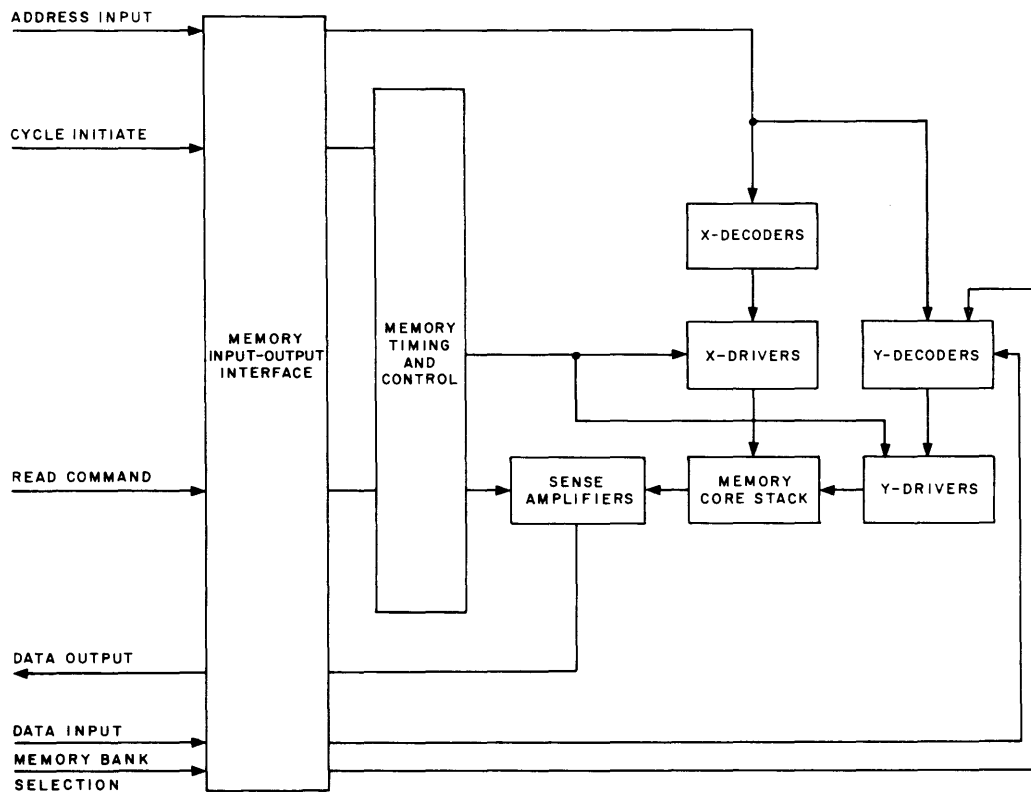 ADDRESS INPUT
CYCLE INITIATE
X-DECODERS
MEMORY
INPUT-OUTPUT
INTERFACE
MEMORY
TIMING
AND
CONTROL
X-DRIVERS
Y-DECODERS
READ COMMAND
SENSE
AMPLIFIERS
MEMORY
CORE STACK
Y-DRIVERS
DATA OUTPUT
DATA INPUT
MEMORY BANK
SELECTION